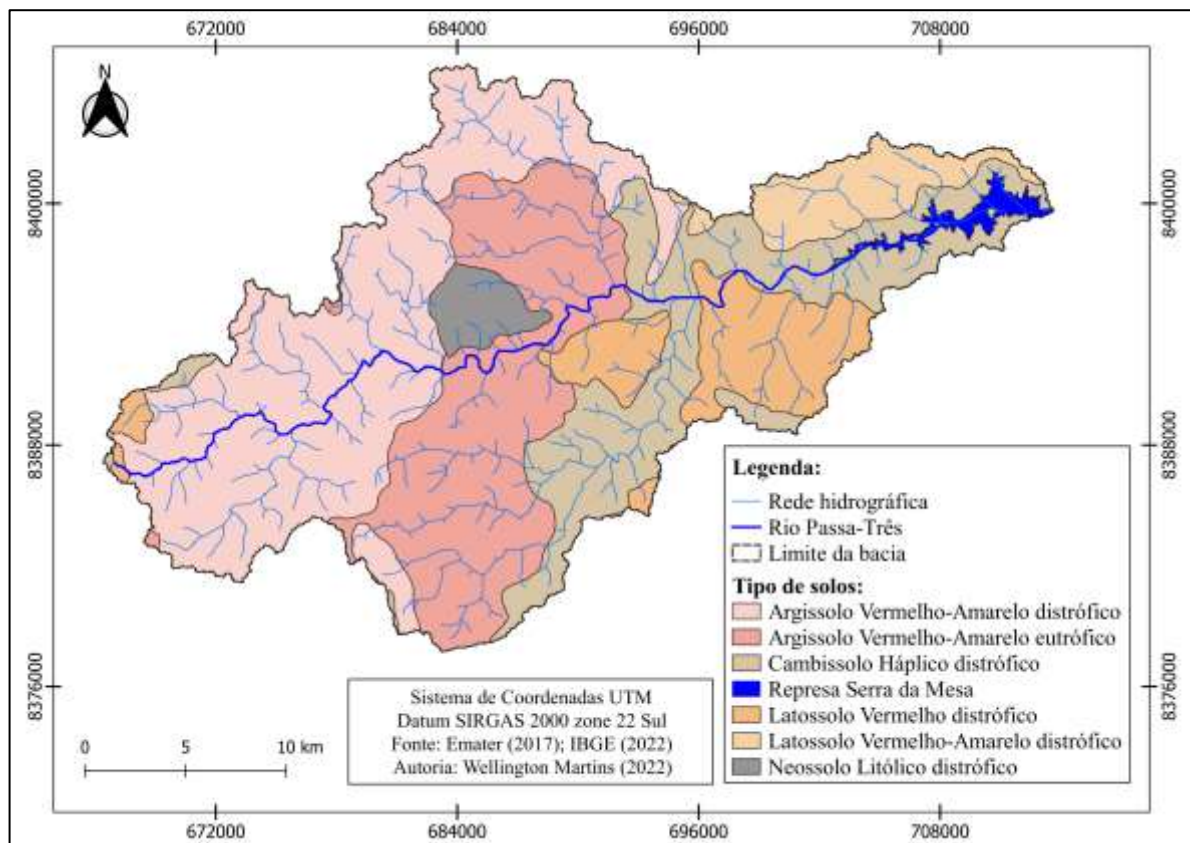 672000 684000 696000 708000
N
8400000 8400000
8388000 8388000
8376000 8376000
Legenda:
Rede hidrográfica
Rio Passa-Três
Limite da bacia
Tipo de solos:
Argissolo Vermelho-Amarelo distrófico
Argissolo Vermelho-Amarelo eutrófico
Cambissolo Háplico distrófico
Represa Serra da Mesa
Latossolo Vermelho distrófico
Latossolo Vermelho-Amarelo distrófico
Neossolo Litólico distrófico
Sistema de Coordenadas UTM
Datum SIRGAS 2000 zone 22 Sul
Fonte: Emater (2017); IBGE (2022)
Autoria: Wellington Martins (2022)
0 5 10 km
672000 684000 696000 708000